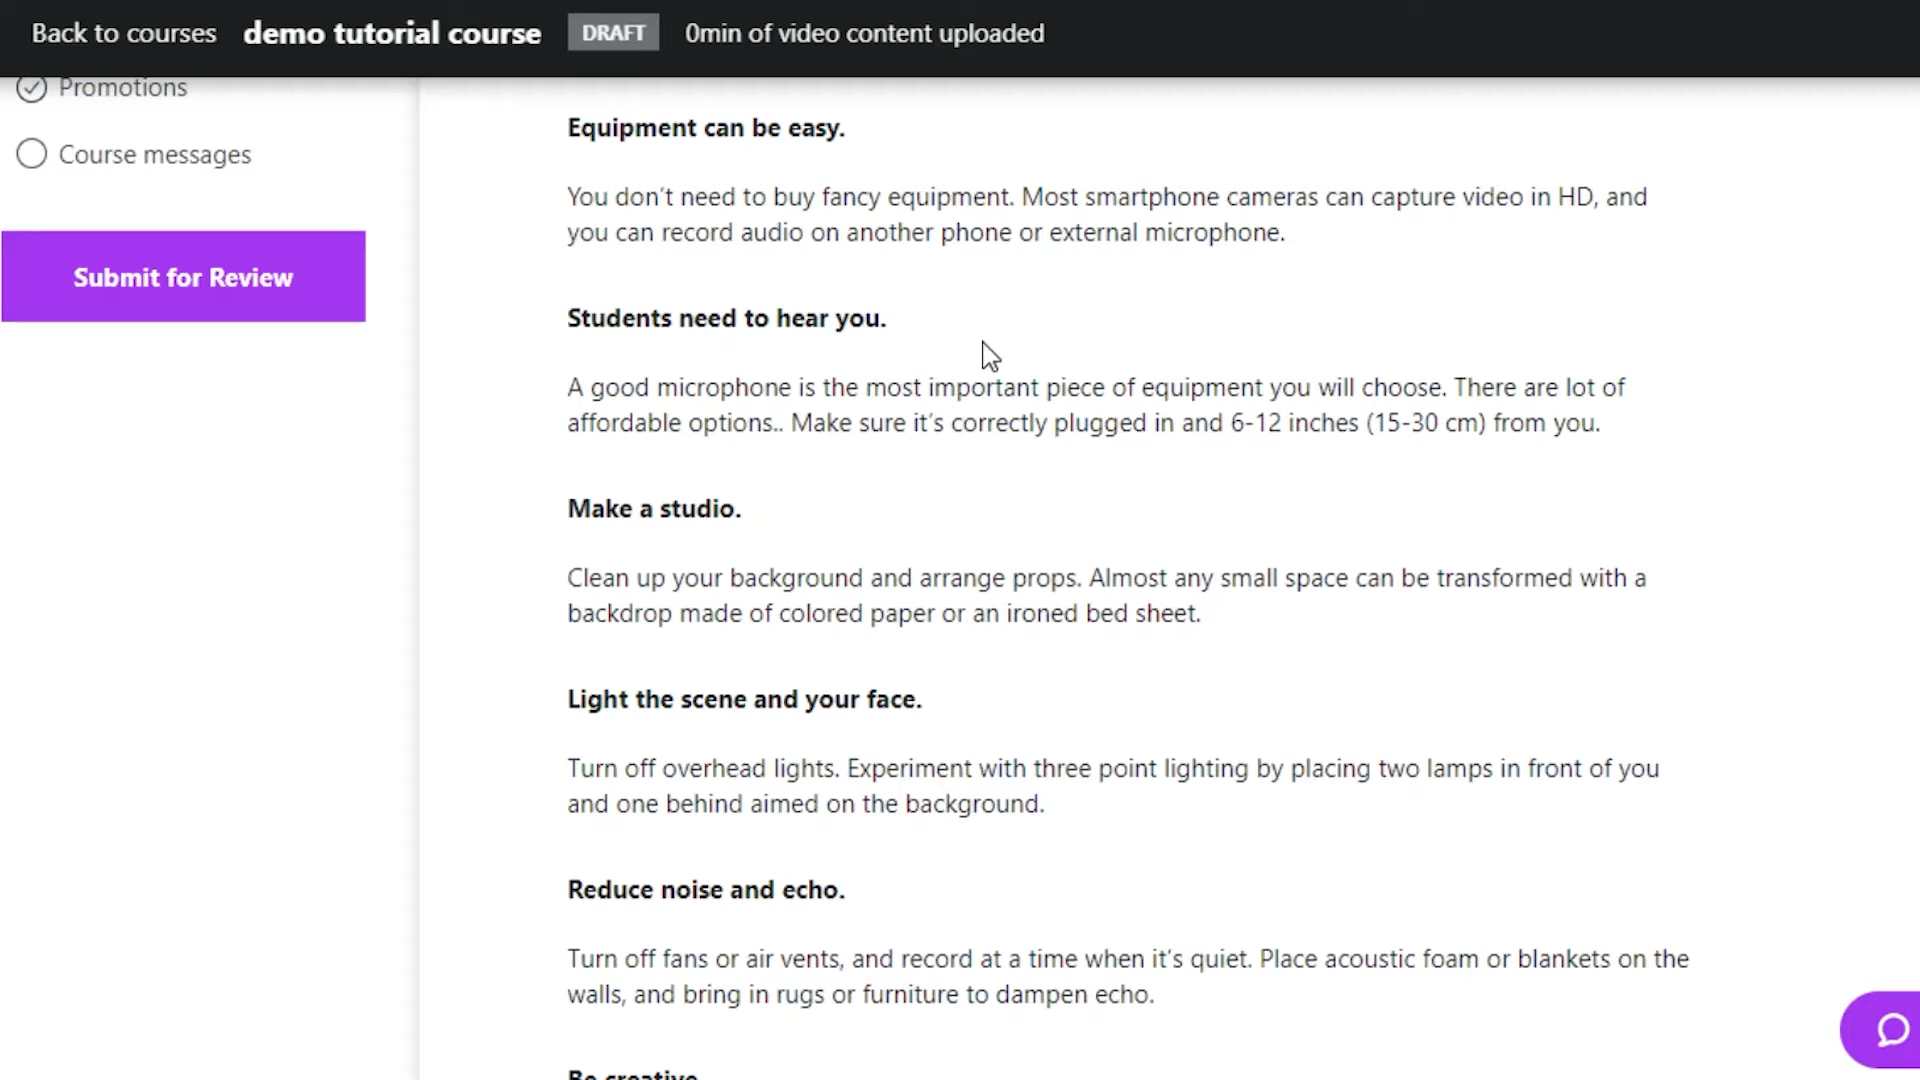 Back to courses demo tutorial course DRAFT 0min of video content uploaded
Promotions
Course messages
Submit for Review
Equipment can be easy.
You don't need to buy fancy equipment. Most smartphone cameras can capture video in HD, and
you can record audio on another phone or external microphone.
Students need to hear you.
A good microphone is the most important piece of equipment you will choose. There are lot of
affordable options.. Make sure it's correctly plugged in and 6-12 inches (15-30 cm) from you.
Make a studio.
Clean up your background and arrange props. Almost any small space can be transformed with a
backdrop made of colored paper or an ironed bed sheet.
Light the scene and your face.
Turn off overhead lights. Experiment with three point lighting by placing two lamps in front of you
and one behind aimed on the background.
Reduce noise and echo.
Turn off fans or air vents, and record at a time when it's quiet. Place acoustic foam or blankets on the
walls, and bring in rugs or furniture to dampen echo.
Be creative.